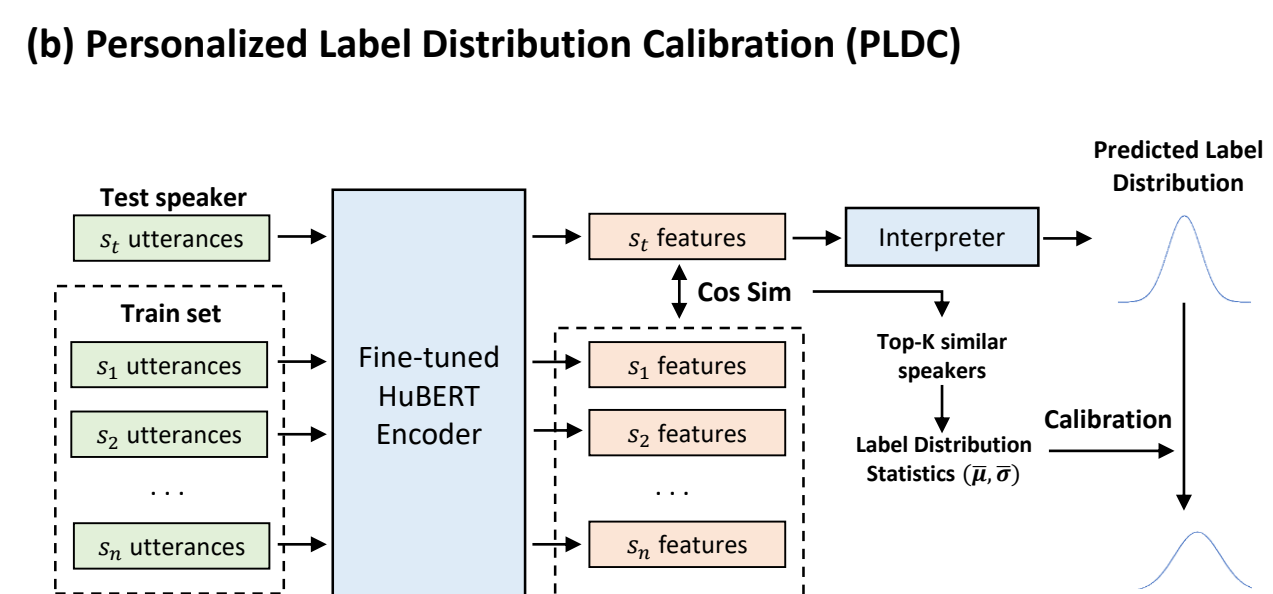 (b) Personalized Label Distribution Calibration (PLDC)
Predicted Label
Distribution
Test speaker
s_t utterances
s_t features
Interpreter
Cos Sim
Train set
s_1 utterances
s_2 utterances
. . .
s_n utterances
Fine-tuned
HuBERT
Encoder
s_1 features
s_2 features
. . .
s_n features
Top-K similar
speakers
Label Distribution
Statistics (μ̄, σ̄)
Calibration